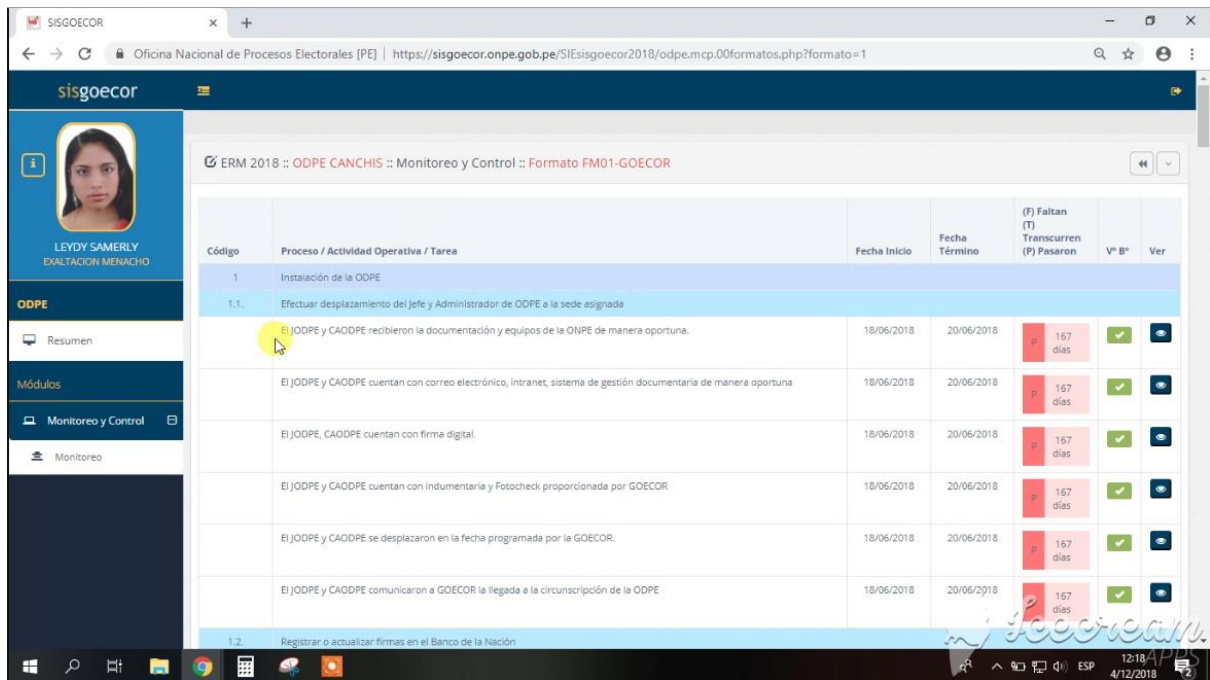 SISGOECOR
Oficina Nacional de Procesos Electorales [PE] | https://sisgoecor.onpe.gob.pe/SIEsisgoecor2018/odpe.mcp.00formatos.php?formato=1
sisgoecor
ERM 2018 :: ODPE CANCHIS :: Monitoreo y Control :: Formato FM01-GOECOR
LEYDY SAMERLY
EXALTACION MENACHO
ODPE
Resumen
Módulos
Monitoreo y Control
Monitoreo
Código Proceso / Actividad Operativa / Tarea Fecha Inicio Fecha Término (F) Faltan (T) Transcurren (P) Pasaron V° B° Ver
1 Instalación de la ODPE
1.1. Efectuar desplazamiento del Jefe y Administrador de ODPE a la sede asignada
El JODPE y CAODPE recibieron la documentación y equipos de la ONPE de manera oportuna. 18/06/2018 20/06/2018 P 167 días
El JODPE y CAODPE cuentan con correo electrónico, intranet, sistema de gestión documentaria de manera oportuna 18/06/2018 20/06/2018 P 167 días
El JODPE, CAODPE cuentan con firma digital. 18/06/2018 20/06/2018 P 167 días
El JODPE y CAODPE cuentan con indumentaria y Fotocheck proporcionada por GOECOR 18/06/2018 20/06/2018 P 167 días
El JODPE y CAODPE se desplazaron en la fecha programada por la GOECOR. 18/06/2018 20/06/2018 P 167 días
El JODPE y CAODPE comunicaron a GOECOR la llegada a la circunscripción de la ODPE 18/06/2018 20/06/2018 P 167 días
1.2. Registrar o actualizar firmas en el Banco de la Nación
Icecream
APPS
ESP
12:18
4/12/2018
2